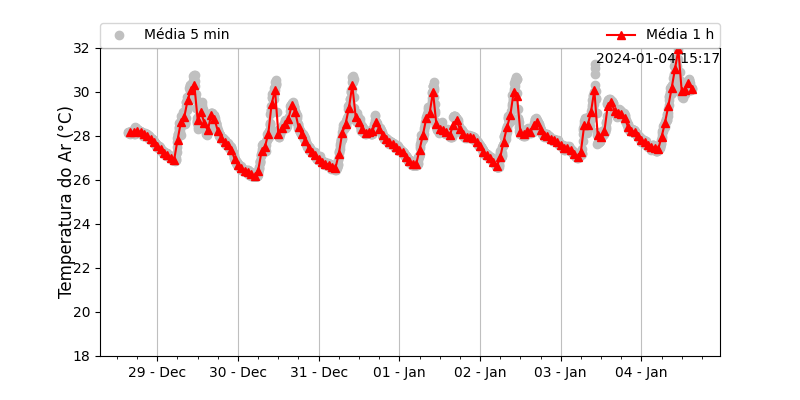 Média 5 min
Média 1 h
2024-01-04 15:17
Temperatura do Ar (°C)
32
30
28
26
24
22
20
18
29 - Dec
30 - Dec
31 - Dec
01 - Jan
02 - Jan
03 - Jan
04 - Jan